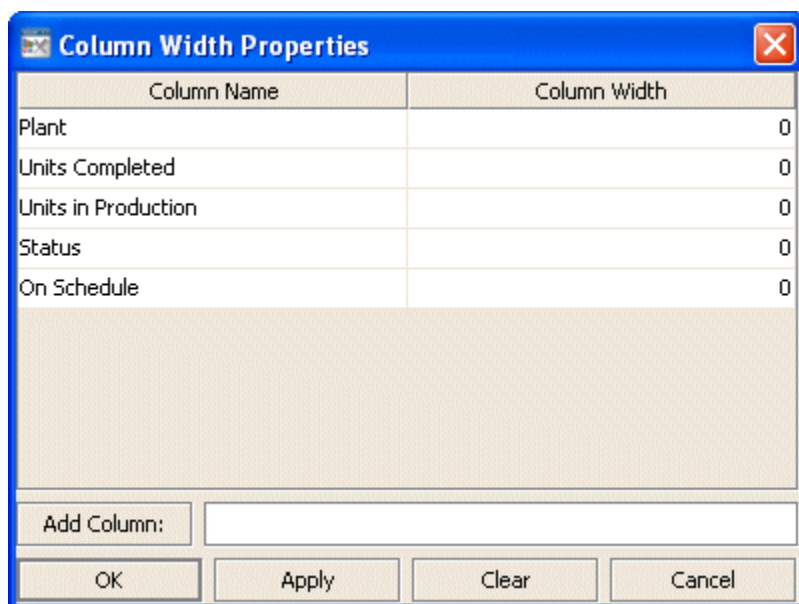 Column Width Properties
Column Name Column Width
Plant 0
Units Completed 0
Units in Production 0
Status 0
On Schedule 0
Add Column:
OK Apply Clear Cancel